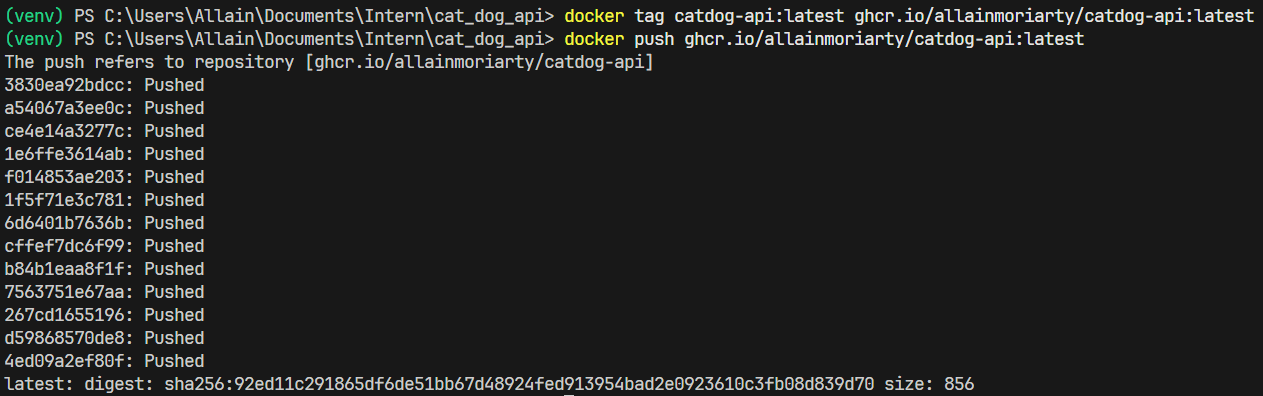 (venv) PS C:\Users\Allain\Documents\Intern\cat_dog_api> docker tag catdog-api:latest ghcr.io/allainmoriarty/catdog-api:latest
(venv) PS C:\Users\Allain\Documents\Intern\cat_dog_api> docker push ghcr.io/allainmoriarty/catdog-api:latest
The push refers to repository [ghcr.io/allainmoriarty/catdog-api]
3830ea92bdcc: Pushed
a54067a3ee0c: Pushed
ce4e14a3277c: Pushed
1e6ffe3614ab: Pushed
f014853ae203: Pushed
1f5f71e3c781: Pushed
6d6401b7636b: Pushed
cffef7dc6f99: Pushed
b84b1eaa8f1f: Pushed
7563751e67aa: Pushed
267cd1655196: Pushed
d59868570de8: Pushed
4ed09a2ef80f: Pushed
latest: digest: sha256:92ed11c291865df6de51bb67d48924fed913954bad2e0923610c3fb08d839d70 size: 856